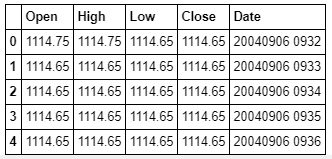 Open High Low Close Date
0 1114.75 1114.75 1114.65 1114.65 20040906 0932
1 1114.65 1114.65 1114.65 1114.65 20040906 0933
2 1114.65 1114.65 1114.65 1114.65 20040906 0934
3 1114.65 1114.65 1114.65 1114.65 20040906 0935
4 1114.65 1114.65 1114.65 1114.65 20040906 0936